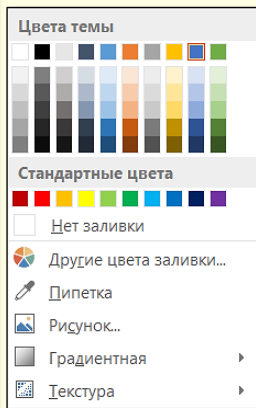 Цвета темы
Стандартные цвета
Нет заливки
Другие цвета заливки...
Пипетка
Рисунок...
Градиентная
Текстура